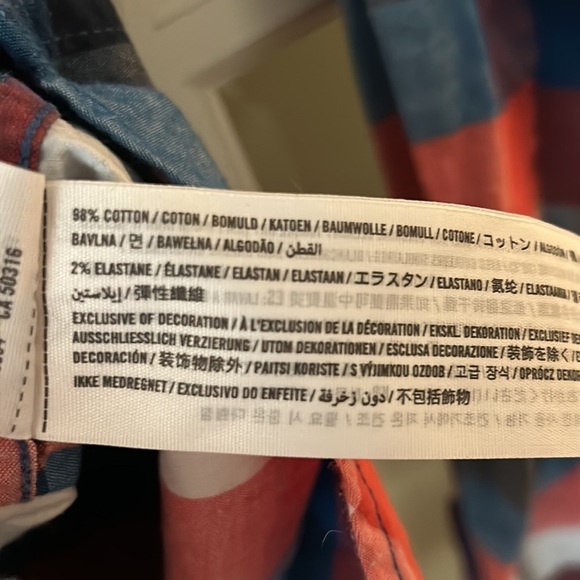 CA 50316
98% COTTON / COTON / BOMULD / KATOEN / BAUMWOLLE / BOMULL / COTONE / コットン / ALGODÓN /
BAVLNA / 면 / BAWEŁNA / ALGODÃO / القطن
2% ELASTANE / ÉLASTANE / ELASTAN / ELASTAAN / エラスタン / ELASTANO / 氨纶 / ELASTAANIA /
إيلاستين / 彈性纖維
EXCLUSIVE OF DECORATION / À L'EXCLUSION DE LA DÉCORATION / EKSKL. DEKORATION / EXCLUSIEF
AUSSCHLIESSLICH VERZIERUNG / UTOM DEKORATIONEN / ESCLUSA DECORAZIONE / 装飾を除く /
DECORACIÓN / 装饰物除外 / PAITSI KORISTE / S VÝJIMKOU OZDOB / 고급 장식 / OPRÓCZ
IKKE MEDREGNET / EXCLUSIVO DO ENFEITE / دون زخرفة / 不包括飾物